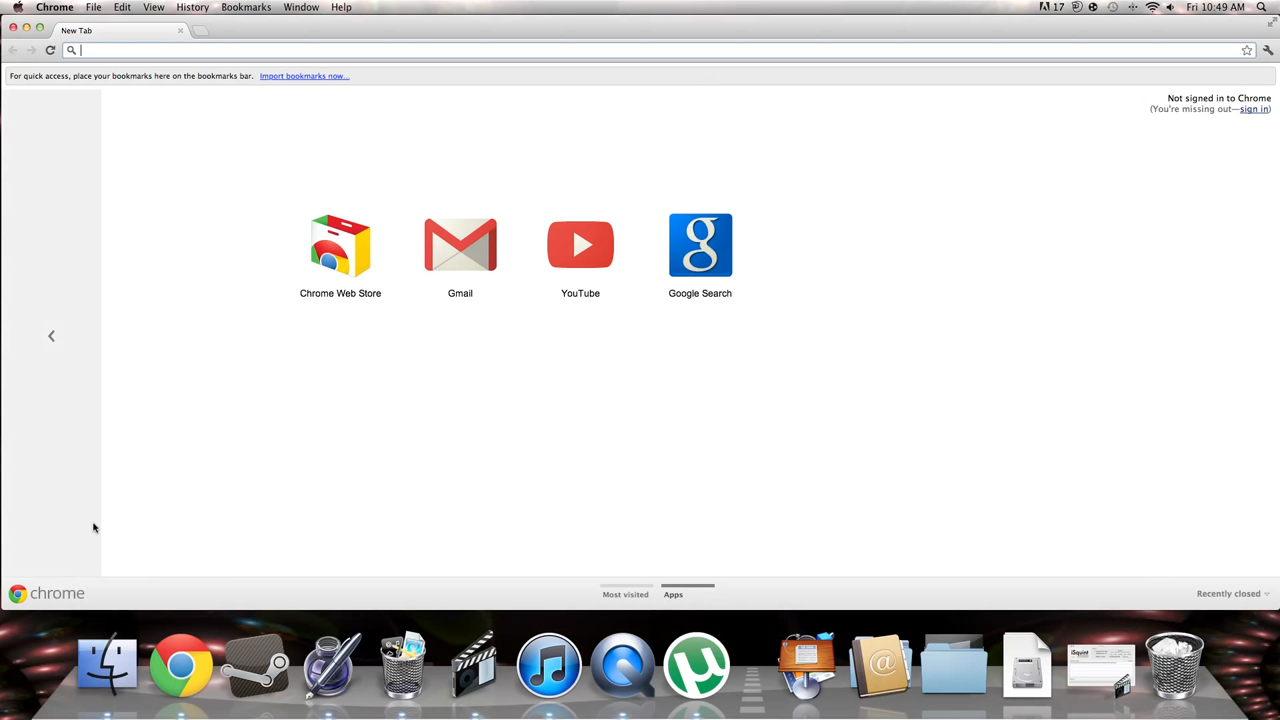 Chrome File Edit View History Bookmarks Window Help 17 Fri 10:49 AM
New Tab
For quick access, place your bookmarks here on the bookmarks bar. Import bookmarks now...
Not signed in to Chrome
(You're missing out—sign in)
Chrome Web Store Gmail YouTube Google Search
chrome
Most visited Apps
Recently closed
iSquint